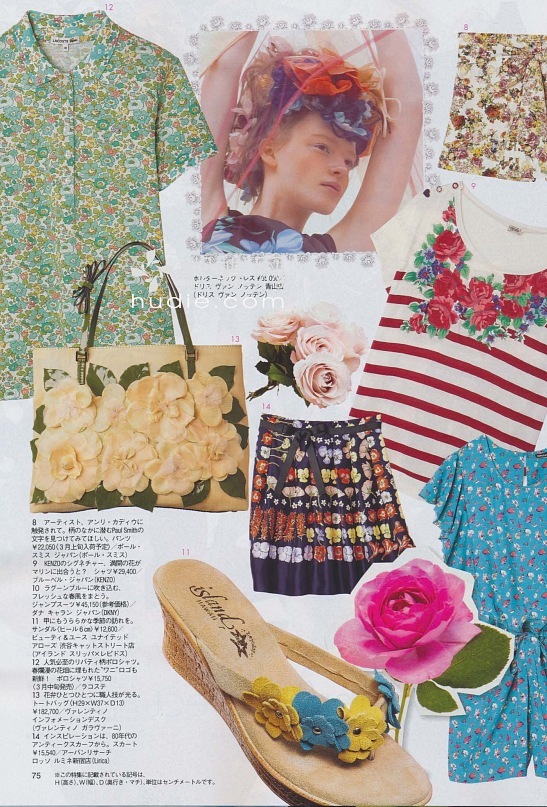 12
8
LACOSTE
9
ホルターネックドレス
ドリス ヴァン ノッテン 青山店
(ドリス ヴァン ノッテン)
hudie.com
13
14
11
Island
8 アーティスト、アンリ・カディウに
触発されて。柄のなかに潜むPaul Smithの
文字を見つけてみてほしい。パンツ
¥22,050(3月上旬入荷予定)/ポール・
スミス ジャパン(ポール・スミス)
9 KENZOのシグネチャー、満開の花が
マリンに出合うと? シャツ¥29,400/
ブルーベル・ジャパン(KENZO)
10 ラグーンブルーに吹き込む、
フレッシュな春風をまとう。
ジャンプスーツ¥45,150(参考価格)/
ダナ キャラン ジャパン(DKNY)
11 甲にもうららかな季節の訪れを。
サンダル(ヒール6cm)¥12,600/
ビューティ&ユース ユナイテッド
アローズ 渋谷キャットストリート店
(アイランド スリッパ×レピドス)
12 人気必至のリバティ柄ポロシャツ。
春爛漫の花畑に埋もれた“ワニ”ロゴも
新鮮! ポロシャツ¥15,750
(3月中旬発売)/ラコステ
13 花弁ひとつひとつに職人技が光る。
トートバッグ(H29×W37×D13)
¥182,700/ヴァレンティノ
インフォメーションデスク
(ヴァレンティノ ガラヴァーニ)
14 インスピレーションは、80年代の
アンティークスカーフから。スカート
¥15,540/アーバンリサーチ
ロッソ ルミネ新宿店(Lirica)
75 ※この特集に記載されている記号は、
H(高さ)、W(幅)、D(奥行き・マチ)、単位はセンチメートルです。